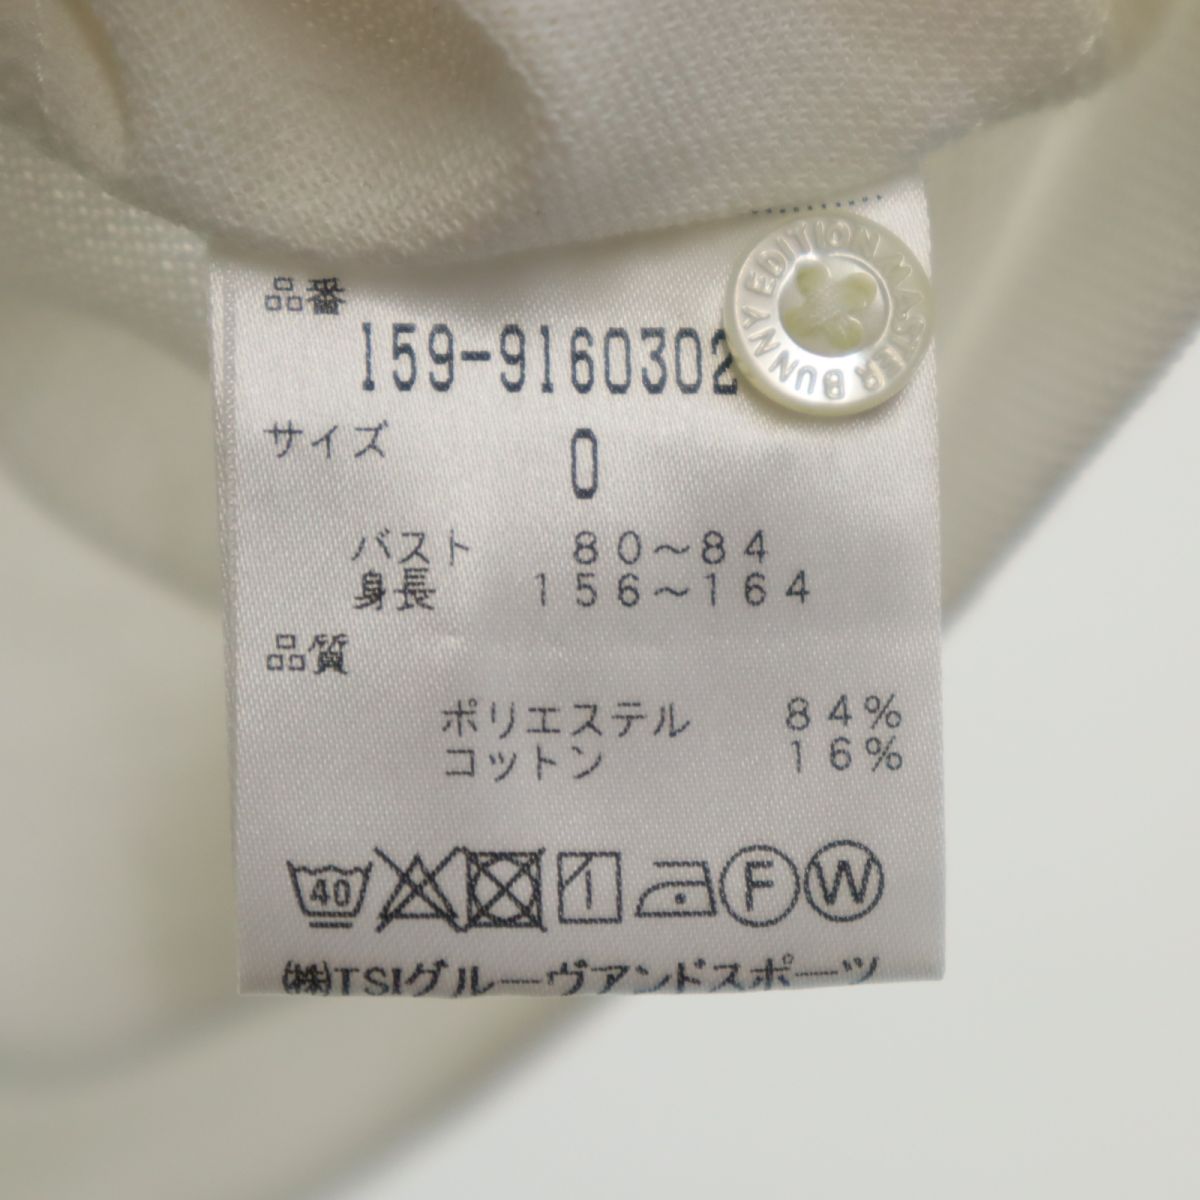 品番
159-9160302
MASTER BUNNY EDITION
サイズ 0
バスト 80~84
身長 156~164
品質
ポリエステル 84%
コットン 16%
40 F W
㈱TSIグルーヴアンドスポーツ